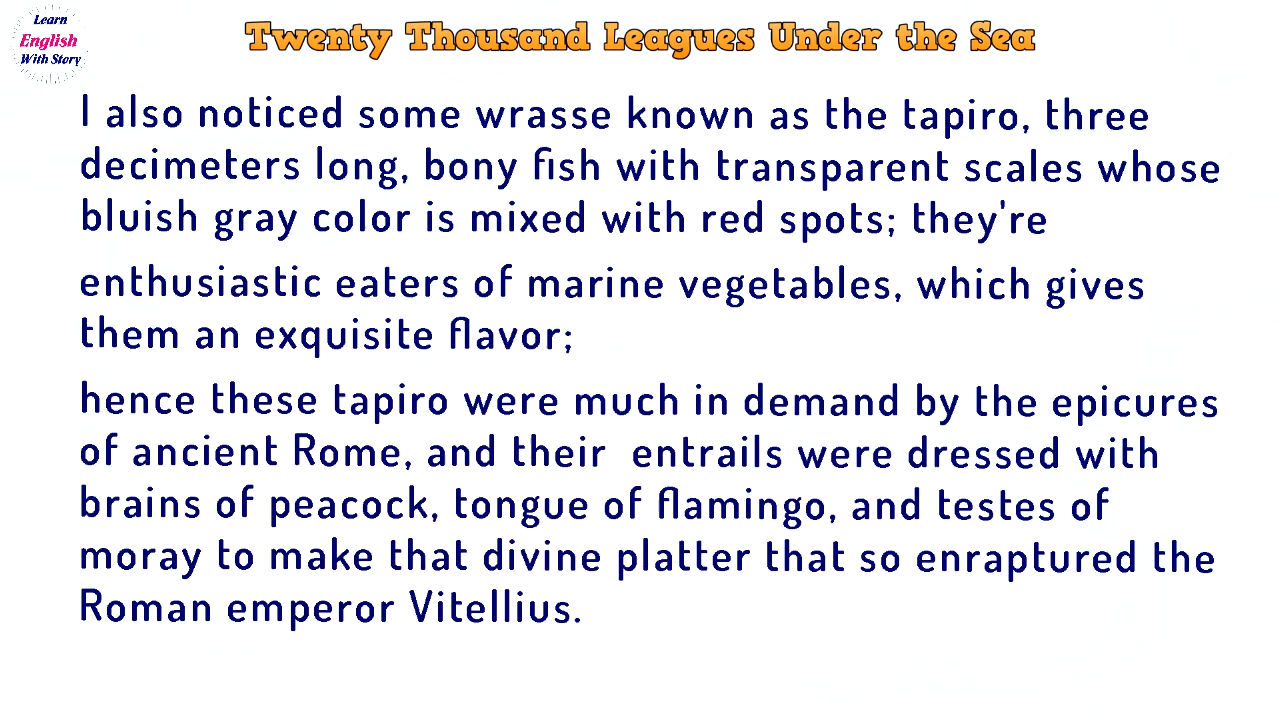 Learn
English
With Story
Twenty Thousand Leagues Under the Sea
I also noticed some wrasse known as the tapiro, three
decimeters long, bony fish with transparent scales whose
bluish gray color is mixed with red spots; they're
enthusiastic eaters of marine vegetables, which gives
them an exquisite flavor;
hence these tapiro were much in demand by the epicures
of ancient Rome, and their  entrails were dressed with
brains of peacock, tongue of flamingo, and testes of
moray to make that divine platter that so enraptured the
Roman emperor Vitellius.